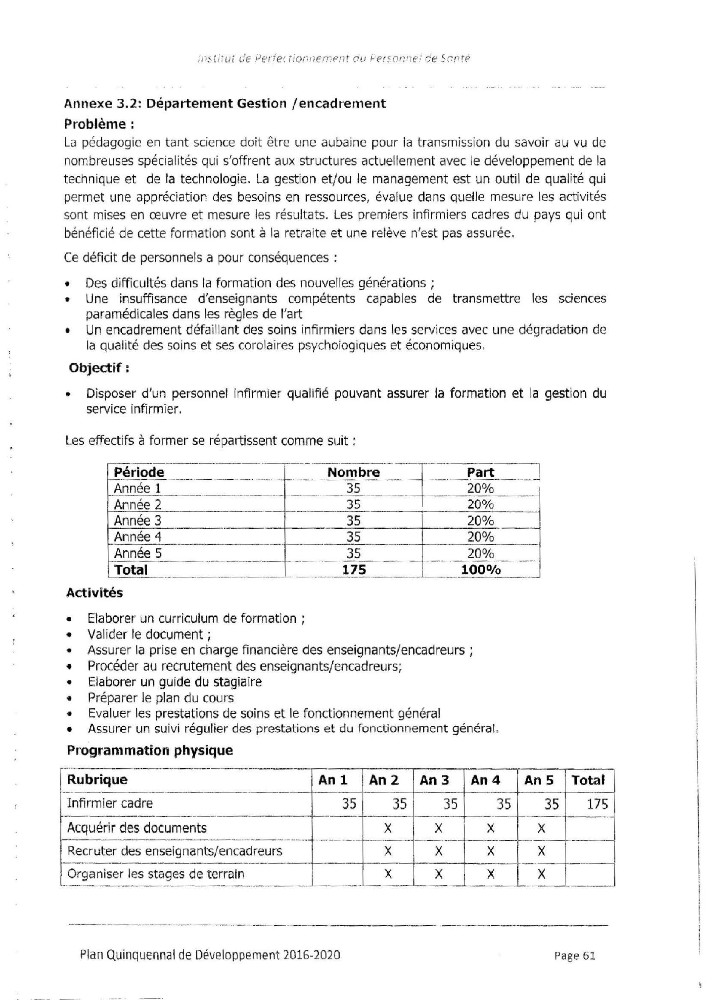 Institut de Perfectionnement du Personnel de Santé
Annexe 3.2: Département Gestion /encadrement
Problème :
La pédagogie en tant science doit être une aubaine pour la transmission du savoir au vu de
nombreuses spécialités qui s'offrent aux structures actuellement avec le développement de la
technique et de la technologie. La gestion et/ou le management est un outil de qualité qui
permet une appréciation des besoins en ressources, évalue dans quelle mesure les activités
sont mises en œuvre et mesure les résultats. Les premiers infirmiers cadres du pays qui ont
bénéficié de cette formation sont à la retraite et une relève n'est pas assurée.
Ce déficit de personnels a pour conséquences :
• Des difficultés dans la formation des nouvelles générations ;
• Une insuffisance d'enseignants compétents capables de transmettre les sciences
paramédicales dans les règles de l'art
• Un encadrement défaillant des soins infirmiers dans les services avec une dégradation de
la qualité des soins et ses corolaires psychologiques et économiques.
Objectif :
• Disposer d'un personnel infirmier qualifié pouvant assurer la formation et la gestion du
service infirmier.
Les effectifs à former se répartissent comme suit :
Période Nombre Part
Année 1 35 20%
Année 2 35 20%
Année 3 35 20%
Année 4 35 20%
Année 5 35 20%
Total 175 100%
Activités
• Elaborer un curriculum de formation ;
• Valider le document ;
• Assurer la prise en charge financière des enseignants/encadreurs ;
• Procéder au recrutement des enseignants/encadreurs;
• Elaborer un guide du stagiaire
• Préparer le plan du cours
• Evaluer les prestations de soins et le fonctionnement général
• Assurer un suivi régulier des prestations et du fonctionnement général.
Programmation physique
Rubrique An 1 An 2 An 3 An 4 An 5 Total
Infirmier cadre 35 35 35 35 35 175
Acquérir des documents X X X X
Recruter des enseignants/encadreurs X X X X
Organiser les stages de terrain X X X X
Plan Quinquennal de Développement 2016-2020 Page 61